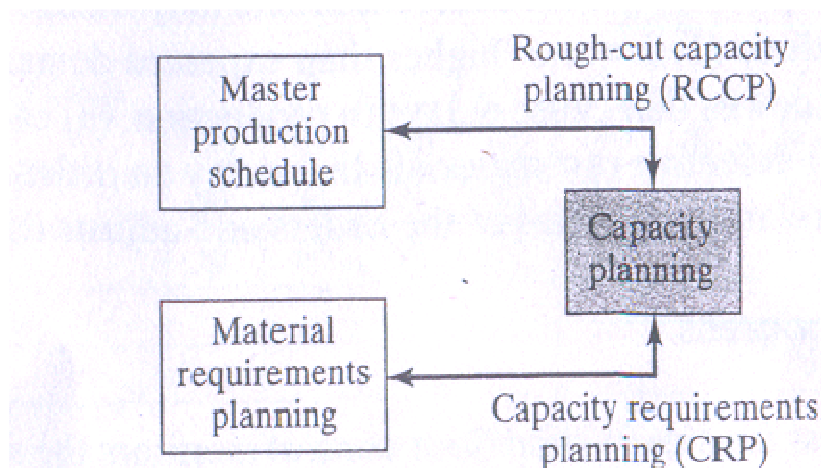 Master
production
schedule
Rough-cut capacity
planning (RCCP)
Capacity
planning
Material
requirements
planning
Capacity requirements
planning (CRP)